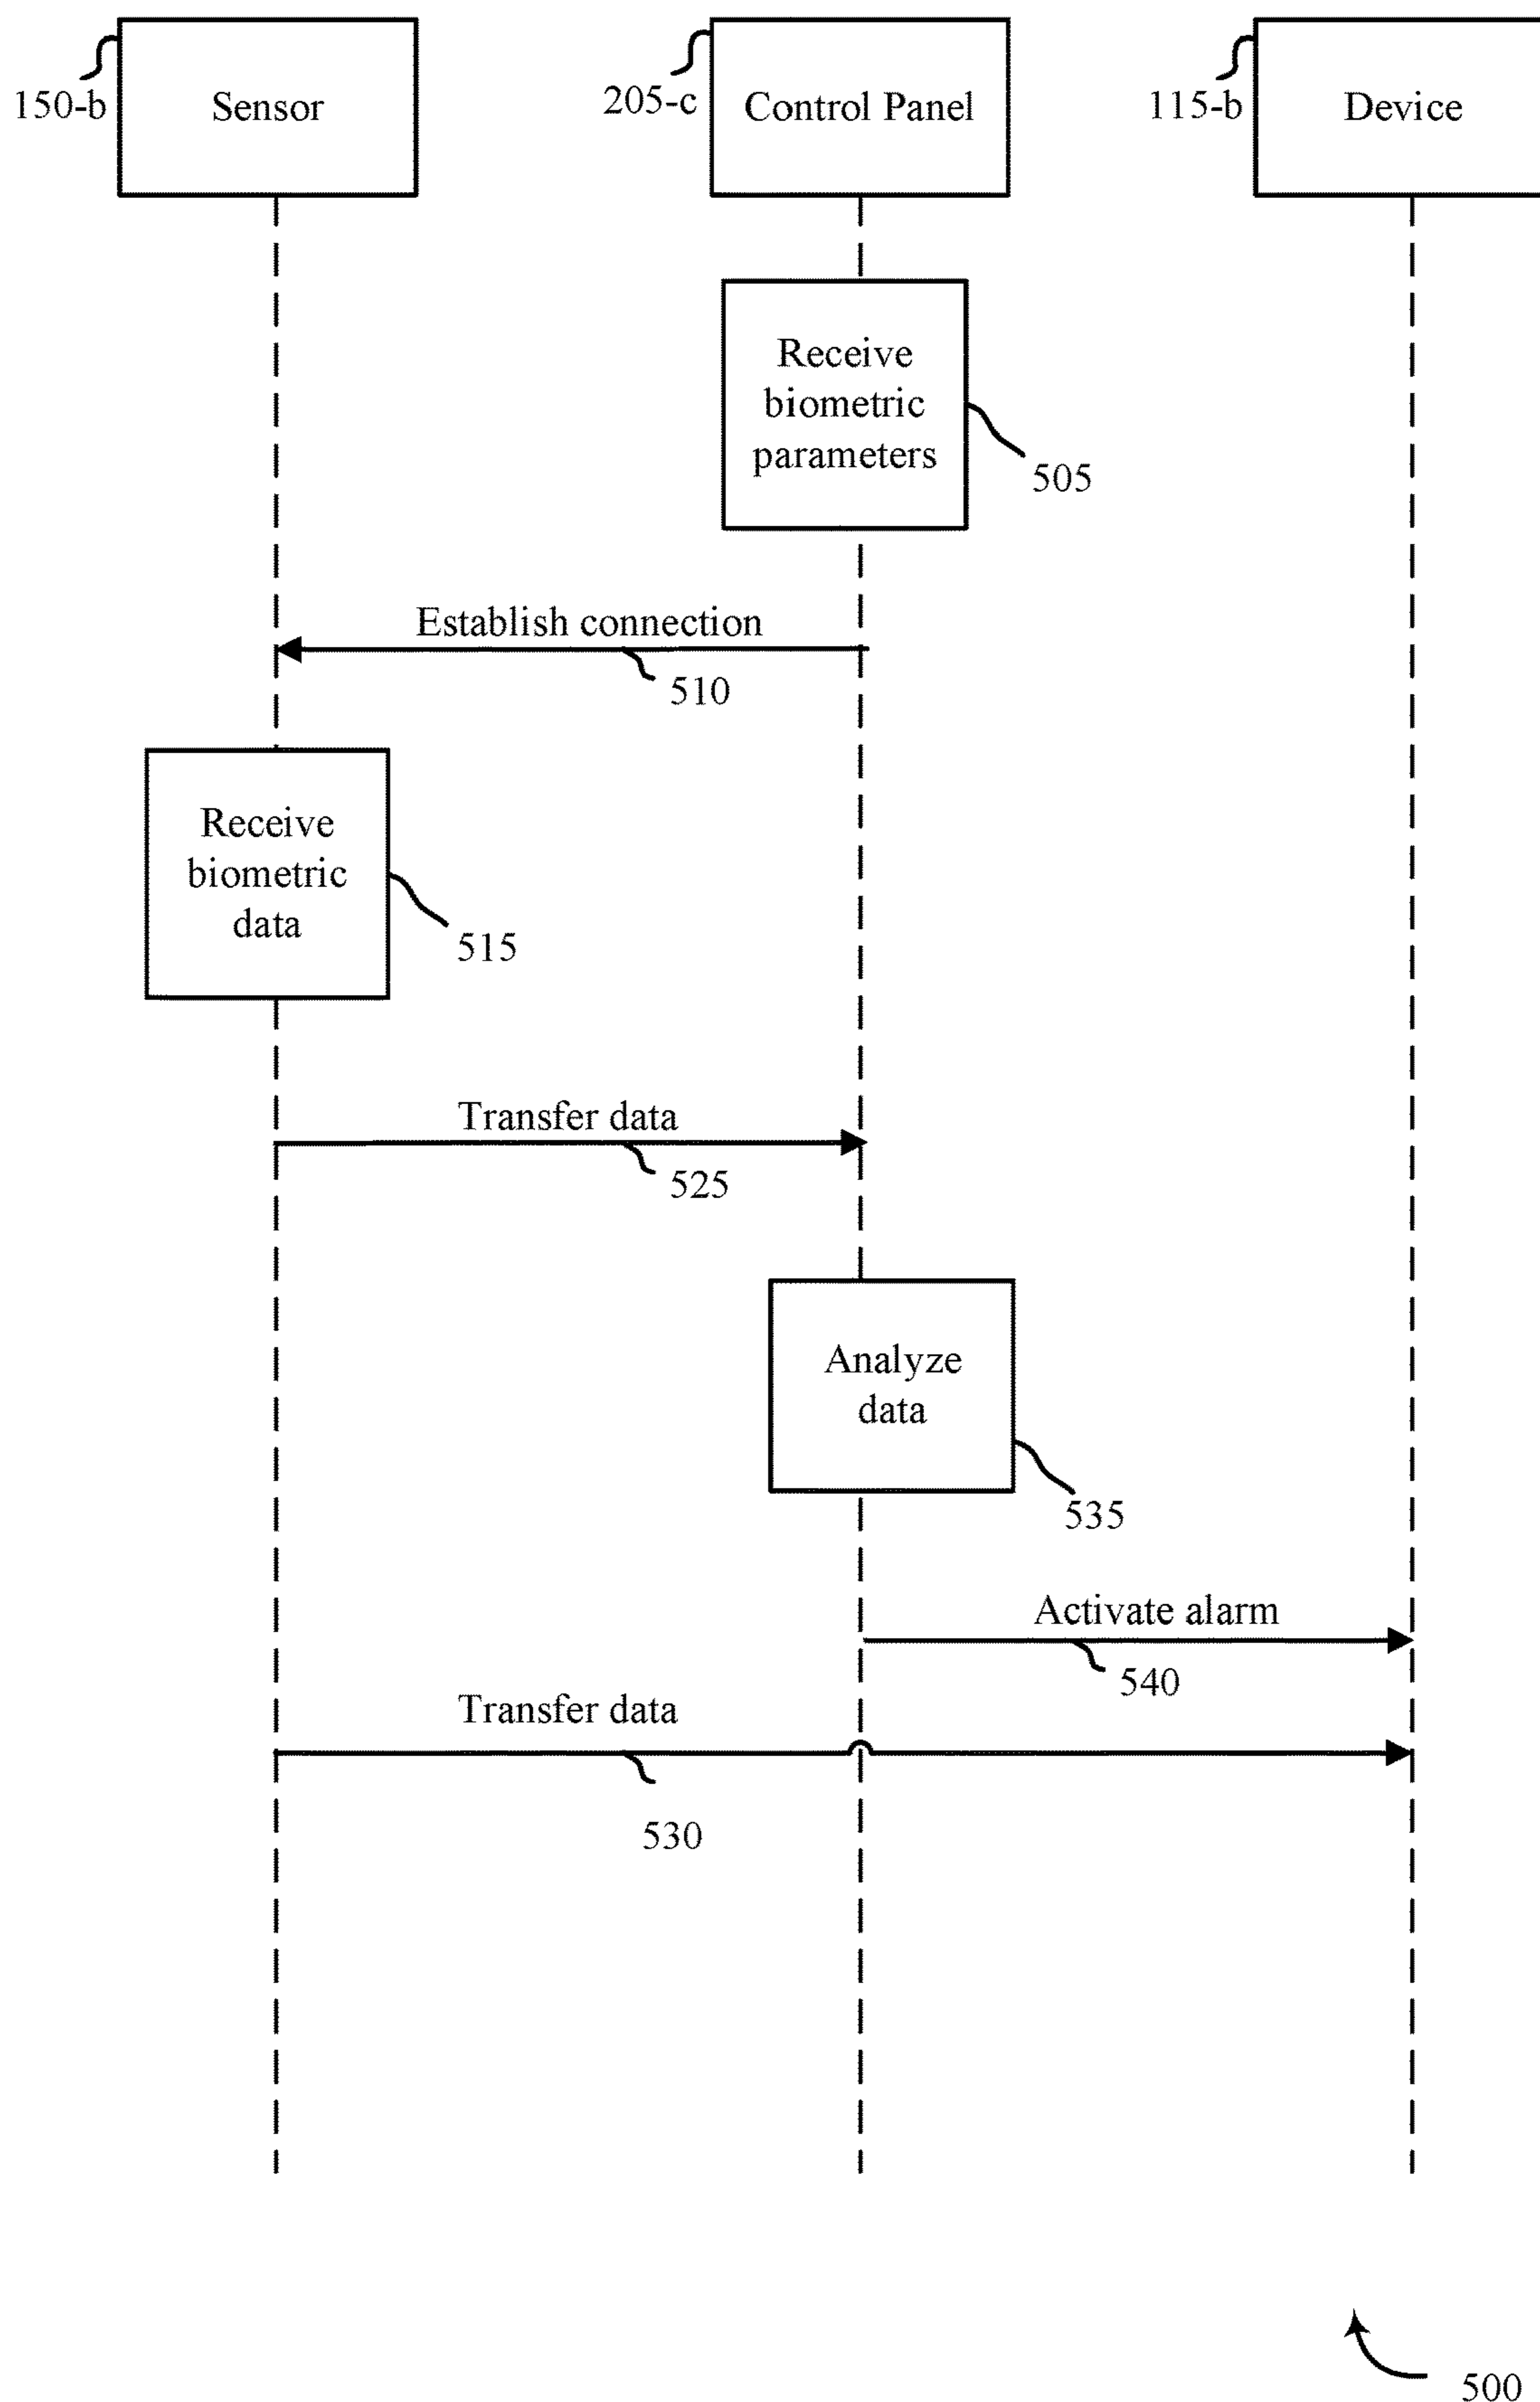 150-b
Sensor
205-c
Control Panel
115-b
Device
Receive
biometric
parameters
505
Establish connection
510
Receive
biometric
data
515
Transfer data
525
Analyze
data
535
Activate alarm
540
Transfer data
530
500